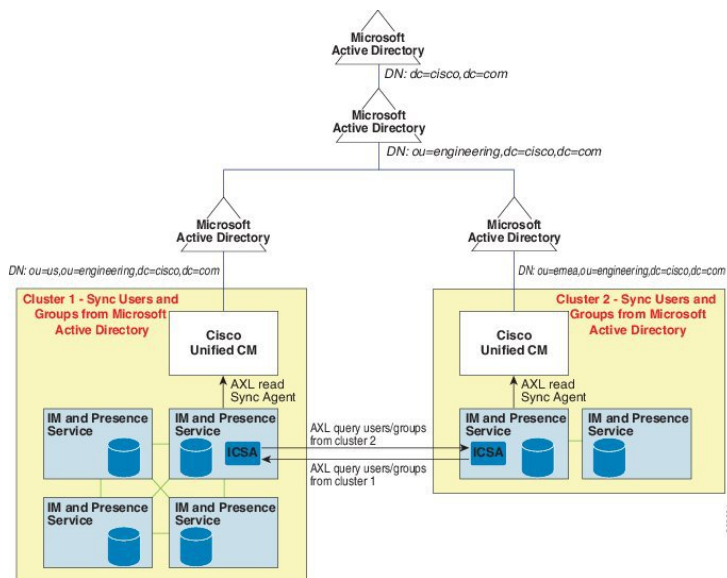 Microsoft
Active Directory
DN: dc=cisco,dc=com
Microsoft
Active Directory
DN: ou=engineering,dc=cisco,dc=com
Microsoft
Active Directory
Microsoft
Active Directory
DN: ou=us,ou=engineering,dc=cisco,dc=com
DN: ou=emea,ou=engineering,dc=cisco,dc=com
Cluster 1 - Sync Users and
Groups from Microsoft
Active Directory
Cisco
Unified CM
AXL read
Sync Agent
IM and Presence
Service
IM and Presence
Service
ICSA
IM and Presence
Service
IM and Presence
Service
AXL query users/groups
from cluster 2
AXL query users/groups
from cluster 1
Cluster 2 - Sync Users and
Groups from Microsoft
Active Directory
Cisco
Unified CM
AXL read
Sync Agent
IM and Presence
Service
ICSA
IM and Presence
Service